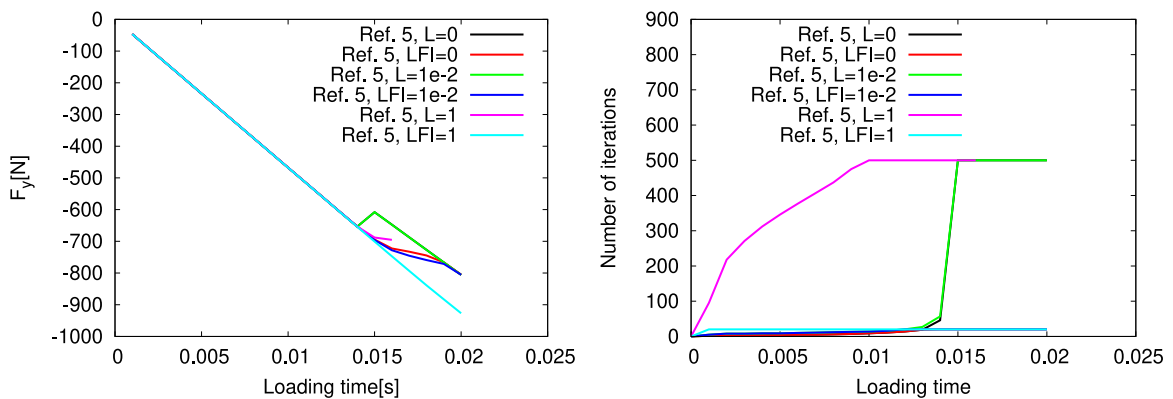 0
-100
-200
-300
-400
-500
-600
-700
-800
-900
-1000
F_y[N]
0 0.005 0.01 0.015 0.02 0.025
Loading time[s]
Ref. 5, L=0
Ref. 5, LFI=0
Ref. 5, L=1e-2
Ref. 5, LFI=1e-2
Ref. 5, L=1
Ref. 5, LFI=1
900
800
700
600
500
400
300
200
100
0
Number of iterations
0 0.005 0.01 0.015 0.02 0.025
Loading time
Ref. 5, L=0
Ref. 5, LFI=0
Ref. 5, L=1e-2
Ref. 5, LFI=1e-2
Ref. 5, L=1
Ref. 5, LFI=1